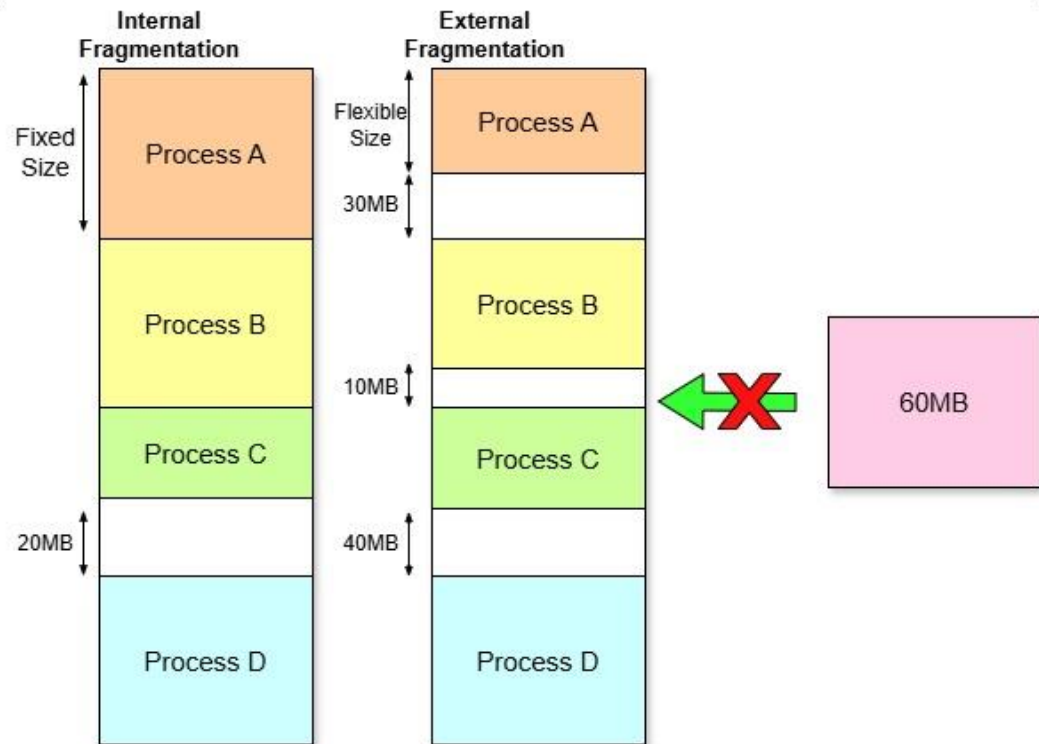 Internal
Fragmentation
Fixed
Size
Process A
Process B
Process C
20MB
Process D
External
Fragmentation
Flexible
Size
Process A
30MB
Process B
10MB
Process C
40MB
Process D
60MB